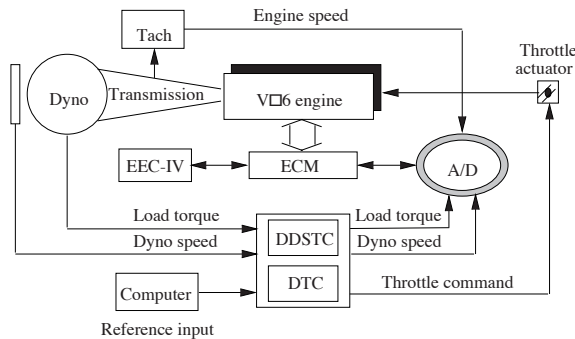 Engine speed
Tach
Throttle
actuator
Dyno
Transmission
V□6 engine
EEC-IV
ECM
A/D
Load torque
Load torque
DDSTC
Dyno speed
Dyno speed
DTC
Computer
Throttle command
Reference input